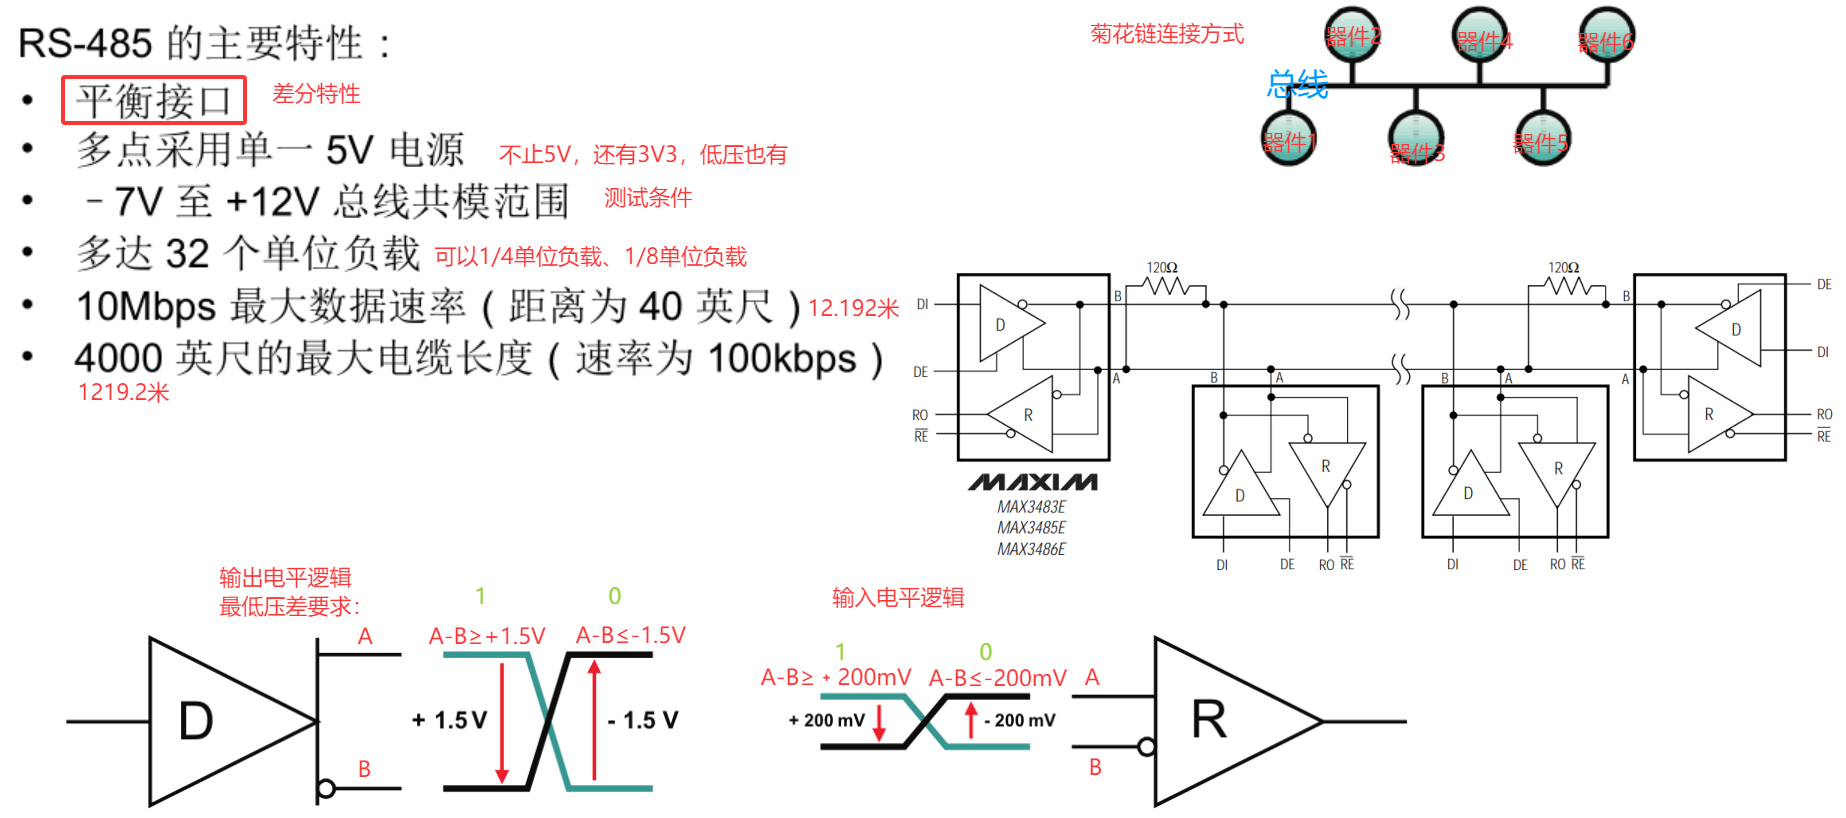 RS-485 的主要特性：
• 平衡接口 差分特性
• 多点采用单一 5V 电源 不止5V，还有3V3，低压也有
• －7V 至 +12V 总线共模范围 测试条件
• 多达 32 个单位负载 可以1/4单位负载、1/8单位负载
• 10Mbps 最大数据速率（距离为 40 英尺）12.192米
• 4000 英尺的最大电缆长度（速率为 100kbps）
1219.2米
菊花链连接方式
器件2 器件4 器件6
总线
器件1 器件3 器件5
120Ω 120Ω
DI D B B D DE
DI
DE A B A B A A
RO R R RO
RE RE
D R D R
MAXIM
MAX3483E
MAX3485E
MAX3486E
DI DE RO RE DI DE RO RE
输出电平逻辑
最低压差要求：
1 0
A A-B≥+1.5V A-B≤-1.5V
D + 1.5 V - 1.5 V
B
输入电平逻辑
1 0
A-B≥ + 200mV A-B≤-200mV A
+ 200 mV - 200 mV R
B